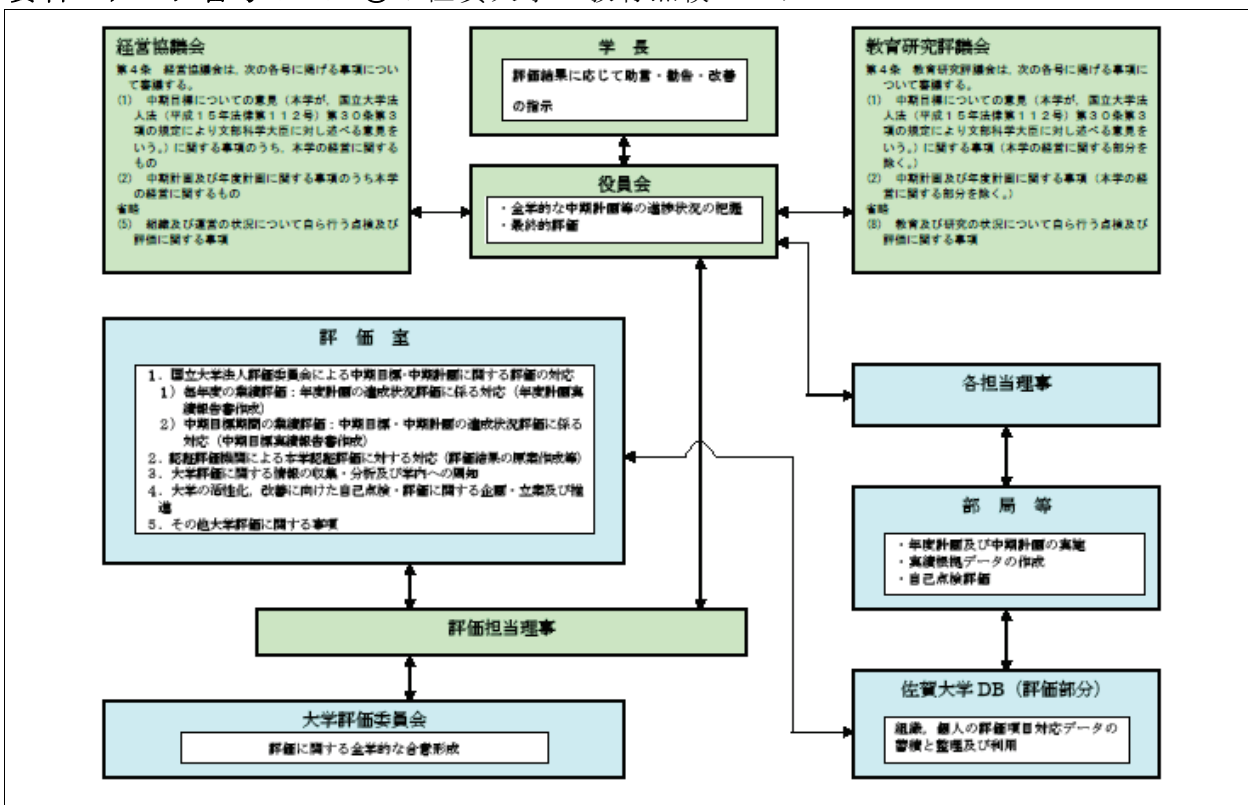 経営協議会
第４条　経営協議会は、次の各号に掲げる事項につい
て審議する。
(1)　中期目標についての意見（本学が、国立大学法
人法（平成１５年法律第１１２号）第３０条第３
項の規定により文部科学大臣に対し述べる意見を
いう。）に関する事項のうち、本学の経営に関する
もの
(2)　中期計画及び年度計画に関する事項のうち本学
の経営に関するもの
省略
(5)　組織及び運営の状況について自ら行う点検及び
評価に関する事項
学　長
評価結果に応じて助言・勧告・改善
の指示
役員会
・全学的な中期計画等の進捗状況の把握
・最終的評価
教育研究評議会
第４条　教育研究評議会は、次の各号に掲げる事項に
ついて審議する。
(1)　中期目標についての意見（本学が、国立大学法
人法（平成１５年法律第１１２号）第３０条第３
項の規定により文部科学大臣に対し述べる意見を
いう。）に関する事項（本学の経営に関する部分を
除く。）
(2)　中期計画及び年度計画に関する事項（本学の経
営に関する部分を除く。）
省略
(8)　教育及び研究の状況について自ら行う点検及び
評価に関する事項
評　価　室
１．国立大学法人評価委員会による中期目標・中期計画に関する評価の対応
１）毎年度の業績評価：年度計画の達成状況評価に係る対応（年度計画実
績報告書作成）
２）中期目標期間の業績評価：中期目標・中期計画の達成状況評価に係る
対応（中期目標実績報告書作成）
２．認証評価機関による本学認証評価に対する対応（評価結果の原案作成等）
３．大学評価に関する情報の収集・分析及び学内への周知
４．大学の活性化，改善に向けた自己点検・評価に関する企画・立案及び推
進
５．その他大学評価に関する事項
各担当理事
部　局　等
・年度計画及び中期計画の実施
・実績根拠データの作成
・自己点検評価
評価担当理事
大学評価委員会
評価に関する全学的な合意形成
佐賀大学 DB（評価部分）
組織，個人の評価項目対応データの
蓄積と整理及び利用